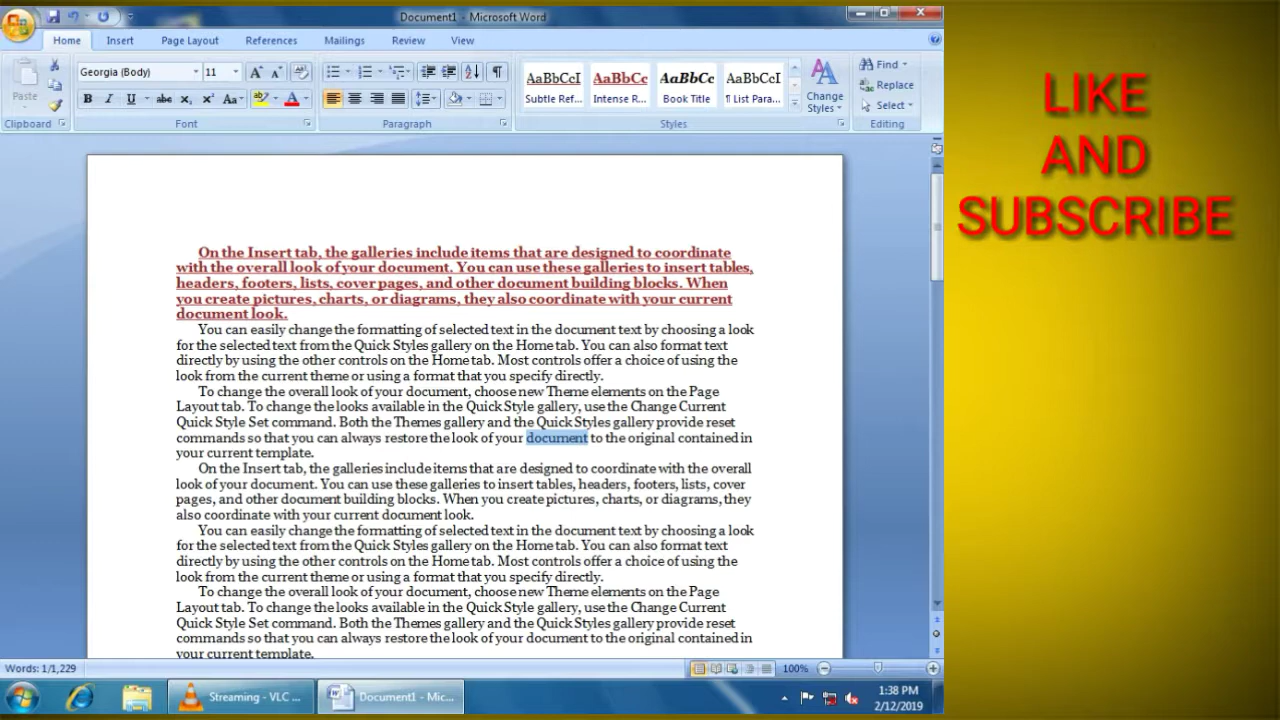 Document1 - Microsoft Word
Home Insert Page Layout References Mailings Review View
Georgia (Body) 11
AaBbCcI AaBbCc AaBbCc AaBbCcI
Find
Replace
Select
Paste
B I U abc x₂ x² Aa
Subtle Ref... Intense R... Book Title ¶ List Para...
Change
Styles
Clipboard Font Paragraph Styles Editing
On the Insert tab, the galleries include items that are designed to coordinate
with the overall look of your document. You can use these galleries to insert tables,
headers, footers, lists, cover pages, and other document building blocks. When
you create pictures, charts, or diagrams, they also coordinate with your current
document look.
You can easily change the formatting of selected text in the document text by choosing a look
for the selected text from the Quick Styles gallery on the Home tab. You can also format text
directly by using the other controls on the Home tab. Most controls offer a choice of using the
look from the current theme or using a format that you specify directly.
To change the overall look of your document, choose new Theme elements on the Page
Layout tab. To change the looks available in the Quick Style gallery, use the Change Current
Quick Style Set command. Both the Themes gallery and the Quick Styles gallery provide reset
commands so that you can always restore the look of your document to the original contained in
your current template.
On the Insert tab, the galleries include items that are designed to coordinate with the overall
look of your document. You can use these galleries to insert tables, headers, footers, lists, cover
pages, and other document building blocks. When you create pictures, charts, or diagrams, they
also coordinate with your current document look.
You can easily change the formatting of selected text in the document text by choosing a look
for the selected text from the Quick Styles gallery on the Home tab. You can also format text
directly by using the other controls on the Home tab. Most controls offer a choice of using the
look from the current theme or using a format that you specify directly.
To change the overall look of your document, choose new Theme elements on the Page
Layout tab. To change the looks available in the Quick Style gallery, use the Change Current
Quick Style Set command. Both the Themes gallery and the Quick Styles gallery provide reset
commands so that you can always restore the look of your document to the original contained in
your current template.
Words: 1/1,229
100%
Streaming - VLC ...
Document1 - Mic...
1:38 PM
2/12/2019
LIKE
AND
SUBSCRIBE